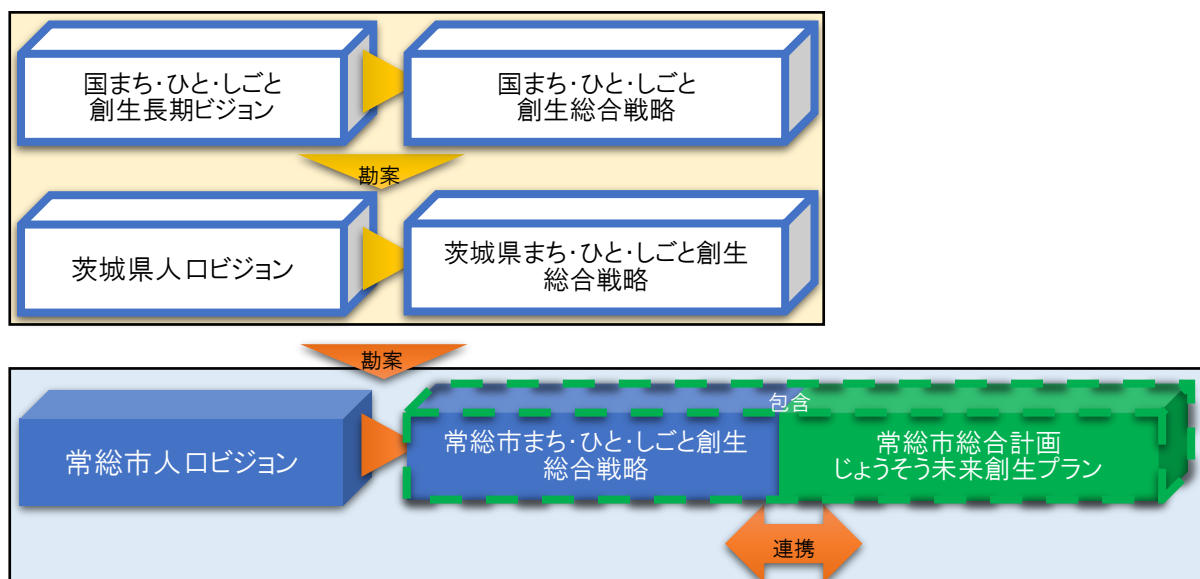 国まち・ひと・しごと
創生長期ビジョン
国まち・ひと・しごと
創生総合戦略
勘案
茨城県人口ビジョン
茨城県まち・ひと・しごと創生
総合戦略
勘案
包含
常総市人口ビジョン
常総市まち・ひと・しごと創生
総合戦略
常総市総合計画
じょうそう未来創生プラン
連携